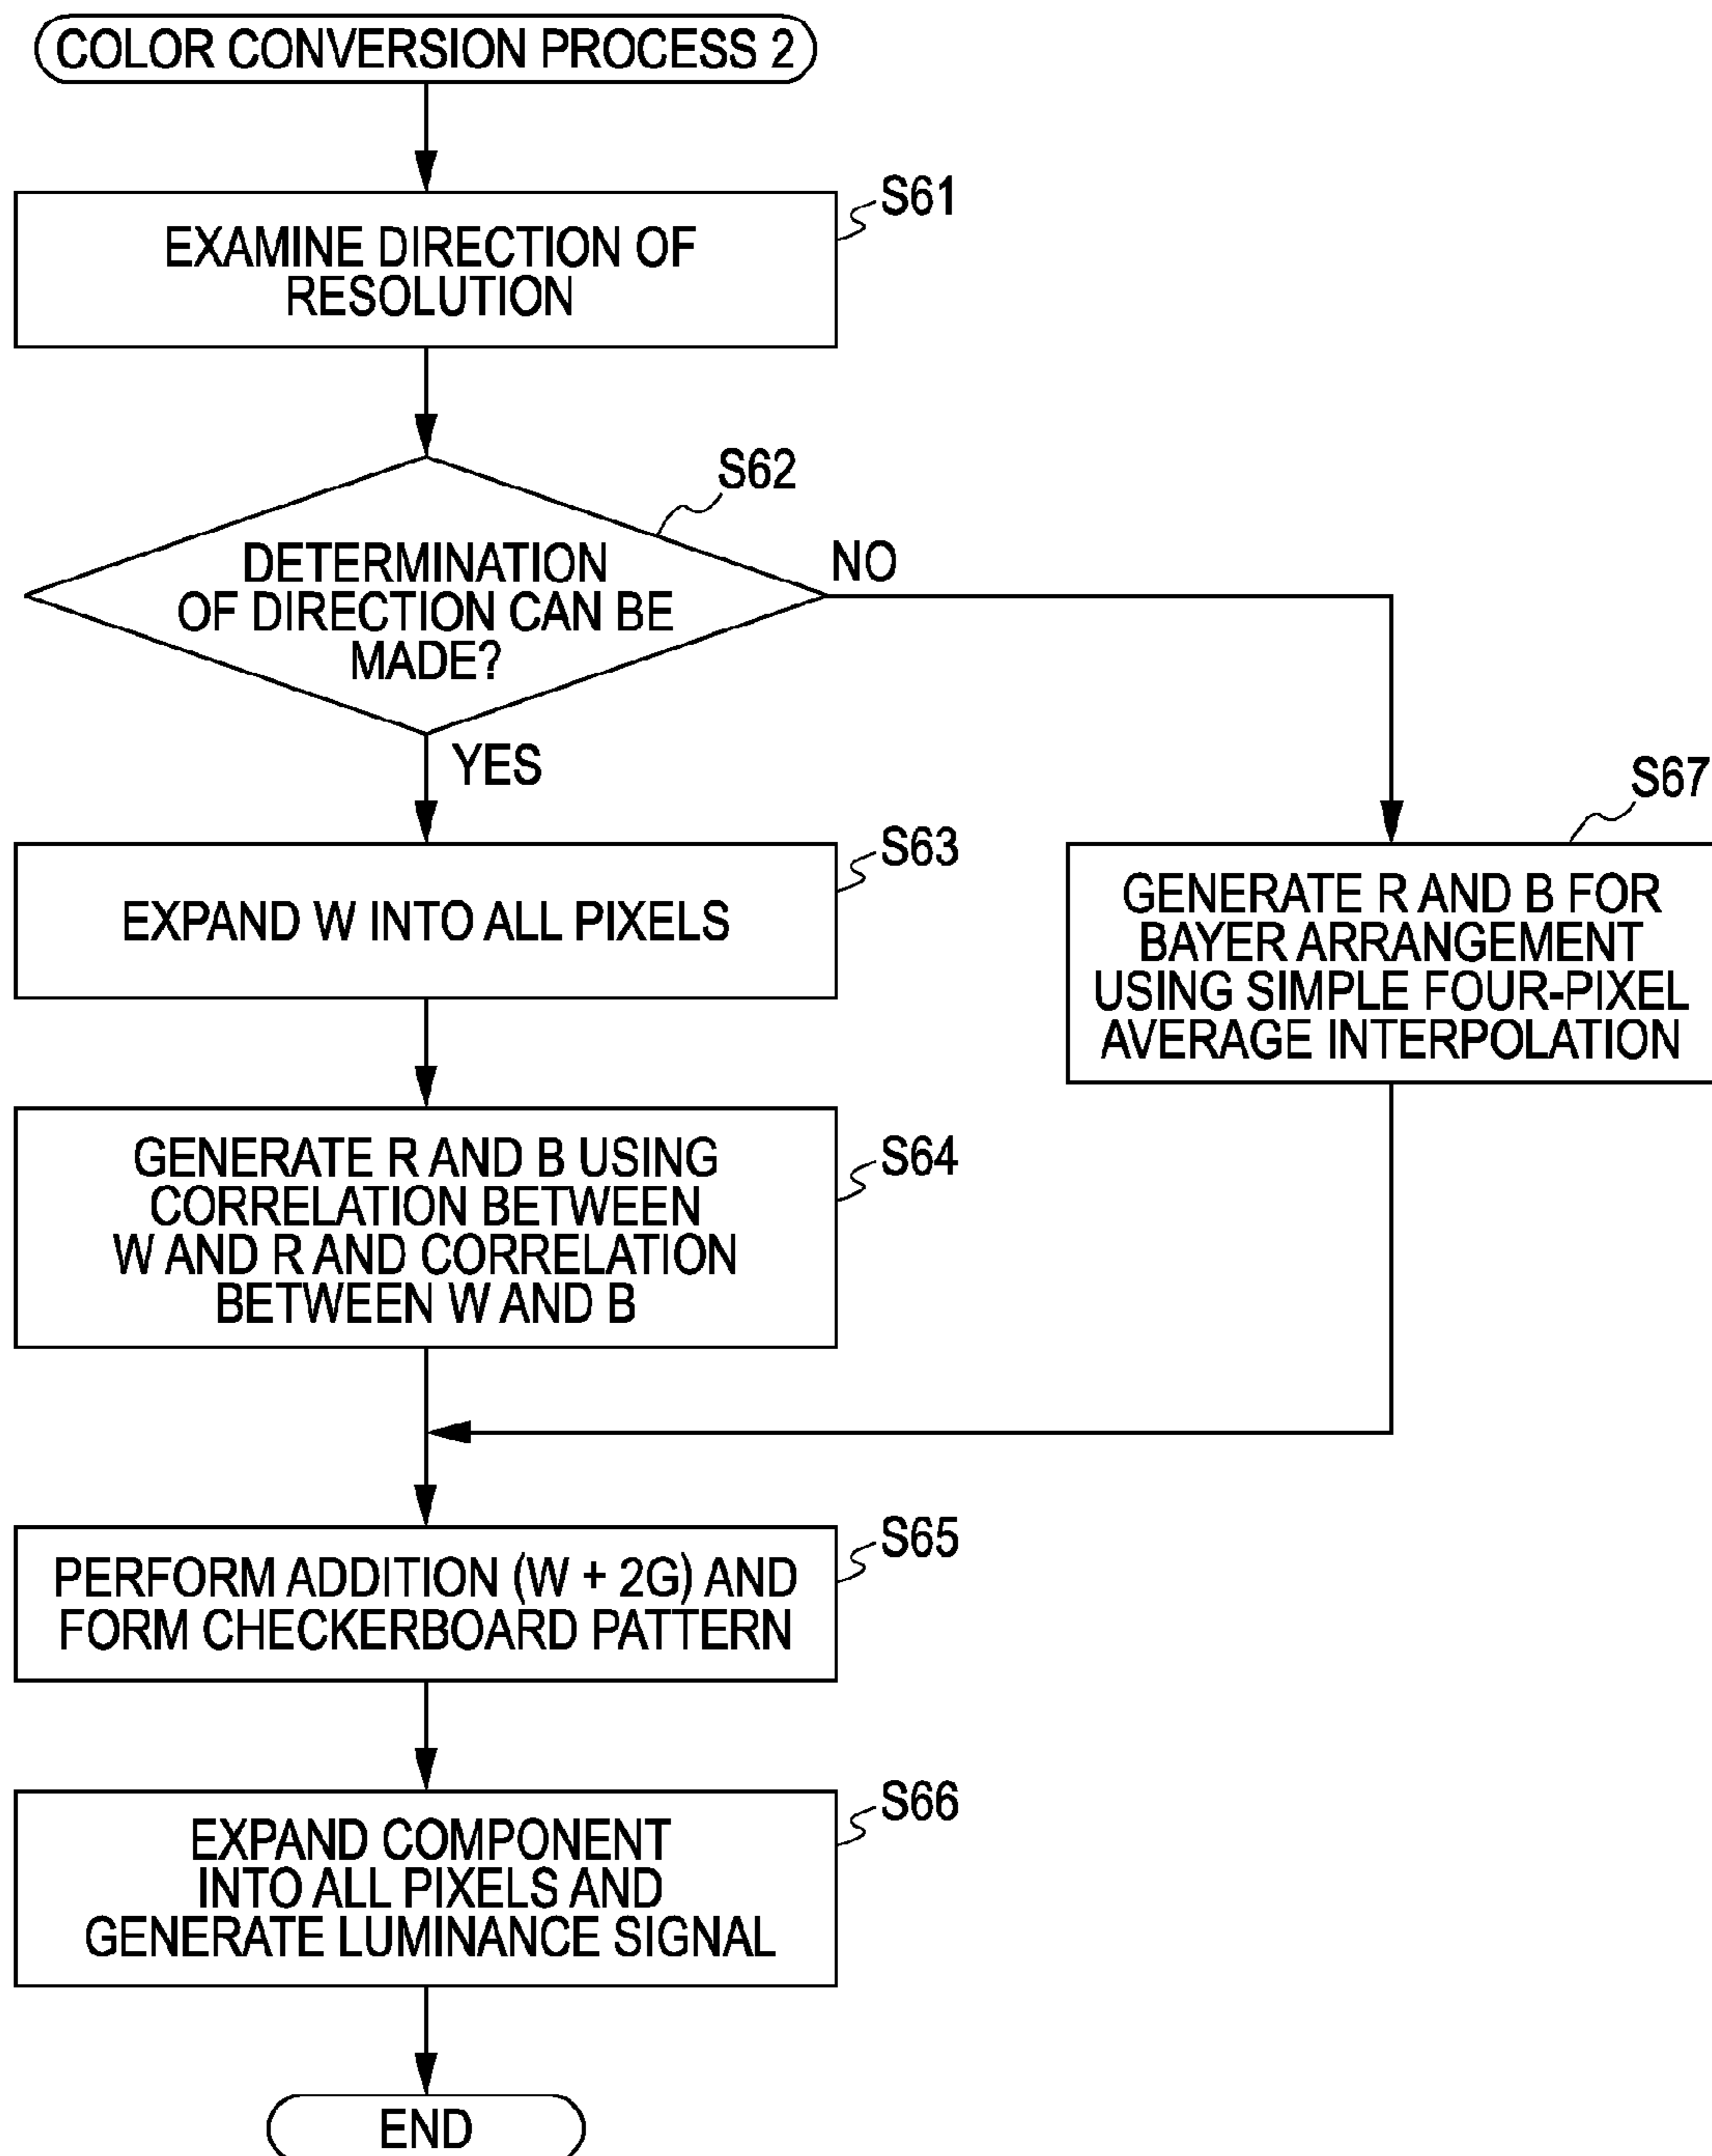 COLOR CONVERSION PROCESS 2
S61
EXAMINE DIRECTION OF
RESOLUTION
S62
DETERMINATION
OF DIRECTION CAN BE
MADE?
NO
YES
S63
EXPAND W INTO ALL PIXELS
S67
GENERATE R AND B FOR
BAYER ARRANGEMENT
USING SIMPLE FOUR-PIXEL
AVERAGE INTERPOLATION
S64
GENERATE R AND B USING
CORRELATION BETWEEN
W AND R AND CORRELATION
BETWEEN W AND B
S65
PERFORM ADDITION (W + 2G) AND
FORM CHECKERBOARD PATTERN
S66
EXPAND COMPONENT
INTO ALL PIXELS AND
GENERATE LUMINANCE SIGNAL
END